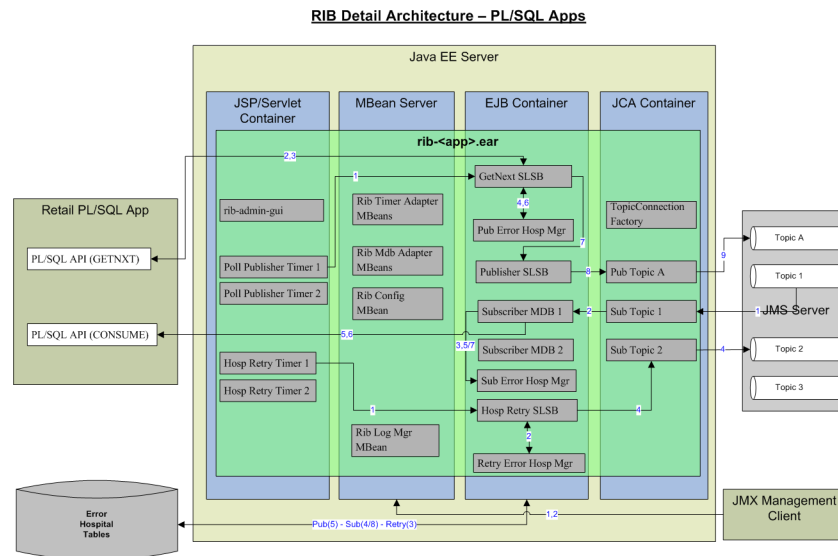 RIB Detail Architecture – PL/SQL Apps
Java EE Server
JSP/Servlet
Container
MBean Server
EJB Container
JCA Container
rib-<app>.ear
2,3
1
GetNext SLSB
Retail PL/SQL App
rib-admin-gui
Rib Timer Adapter
MBeans
4,6
TopicConnection
Factory
Pub Error Hosp Mgr
Topic A
7
9
PL/SQL API (GETNXT)
Poll Publisher Timer 1
Rib Mdb Adapter
MBeans
Publisher SLSB
8
Pub Topic A
Topic 1
Poll Publisher Timer 2
Rib Config
MBean
Subscriber MDB 1
2
Sub Topic 1
1
JMS Server
PL/SQL API (CONSUME)
5,6
3,5/7
Subscriber MDB 2
Sub Topic 2
4
Topic 2
Hosp Retry Timer 1
Sub Error Hosp Mgr
Hosp Retry Timer 2
Topic 3
1
Hosp Retry SLSB
4
Rib Log Mgr
MBean
2
Retry Error Hosp Mgr
Error
Hospital
Tables
JMX Management
Client
1,2
Pub(5) - Sub(4/8) - Retry(3)